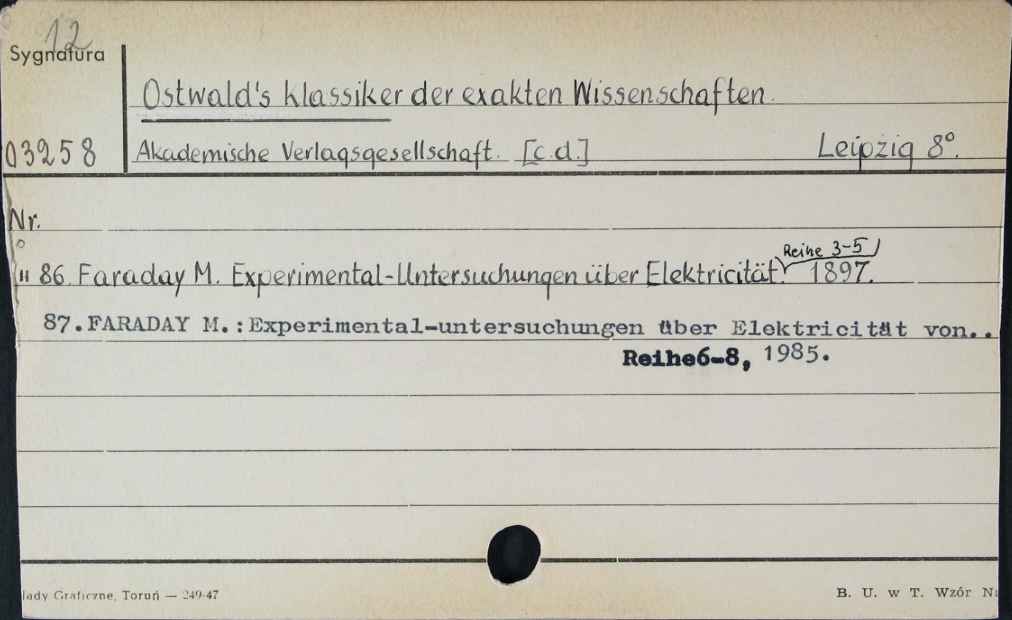 12
Sygnatura
Ostwald's Klassiker der exakten Wissenschaften.
03258 Akademische Verlagsgesellschaft. [c.d.] Leipzig 8°.
Nr.
" 86. Faraday M. Experimental-Untersuchungen über Elektricität. Reihe 3-5/ 1897.
87. FARADAY M.: Experimental-untersuchungen über Elektricität von..
Reihe6-8, 1985.
lady Graficzne, Toruń — 249-47 B. U. w T. Wzór N